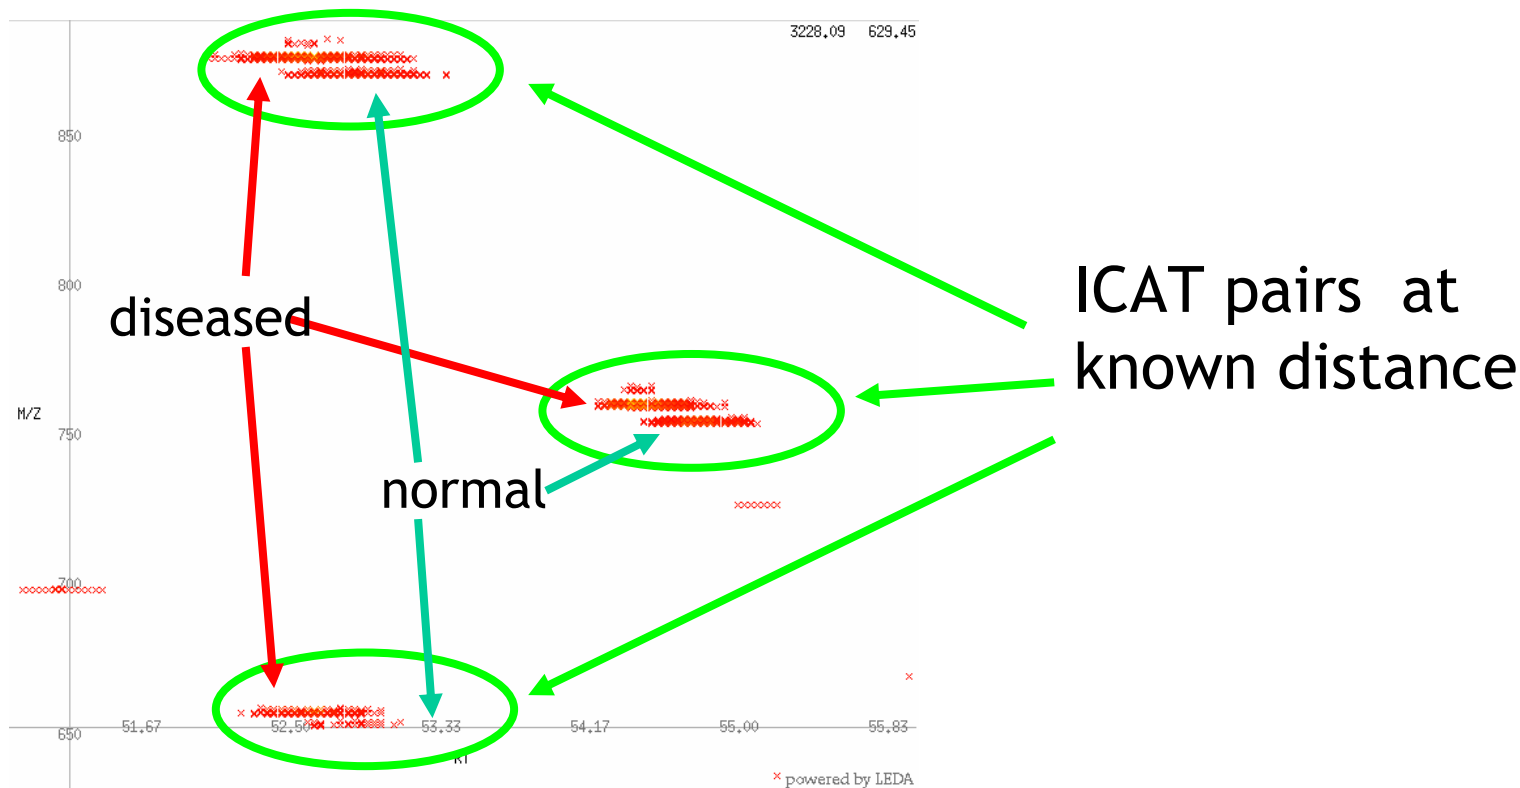 3228.09 629.45
850
800
diseased
ICAT pairs at
known distance
M/Z
750
normal
700
650
51.67 52.50 53.33 54.17 55.00 55.83
RT
× powered by LEDA